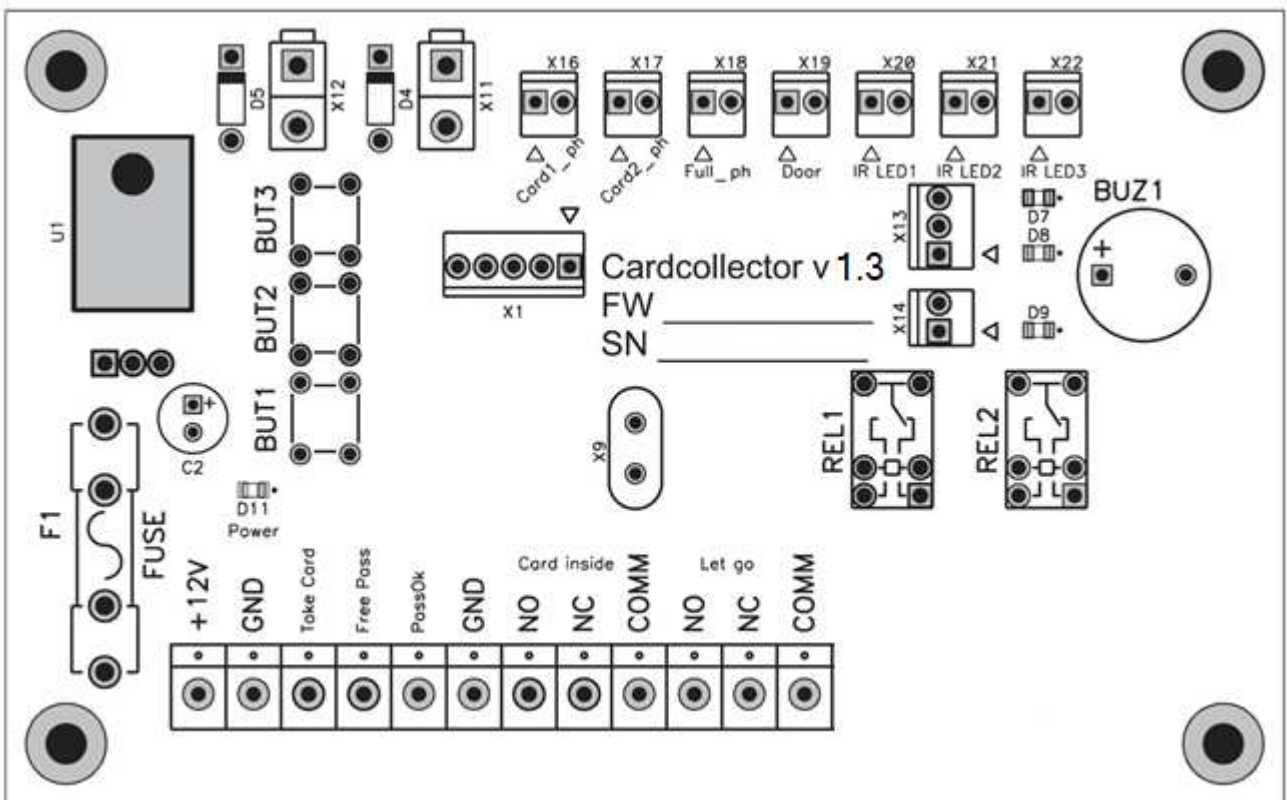 X16 X17 X18 X19 X20 X21 X22
D5 X12 D4 X11
Card1_ph Card2_ph Full_ph Door IR LED1 IR LED2 IR LED3
U1
BUT3
X13
D7
BUZ1
D8
+
Cardcollector v 1.3
BUT2
X1
FW
X14
D9
SN
BUT1
+
C2
X9
REL1
REL2
D11
Power
F1
FUSE
Card inside Let go
+12V GND Take Card Free Pass PassOk GND NO NC COMM NO NC COMM